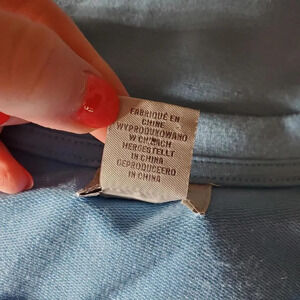 FABRIQUÉ EN
CHINE
WYPRODUKOWANO
W CHINACH
HERGESTELLT
IN CHINA
GEPRODUCEERD
IN CHINA